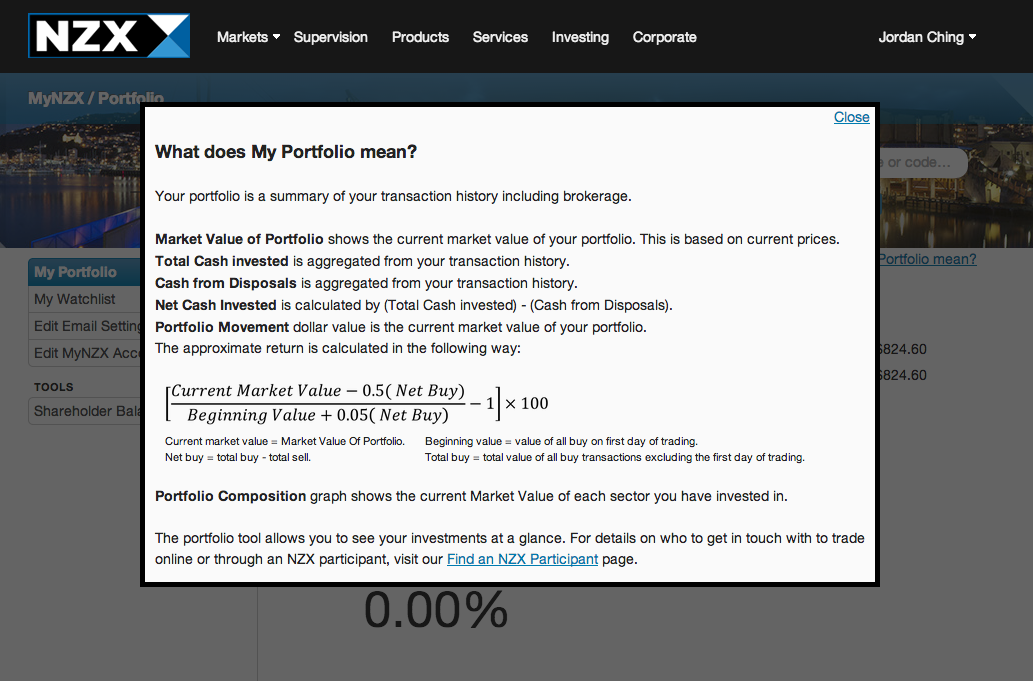 NZX
Markets Supervision Products Services Investing Corporate Jordan Ching
MyNZX / Portfolio
Close
What does My Portfolio mean?
or code...
Your portfolio is a summary of your transaction history including brokerage.
Market Value of Portfolio shows the current market value of your portfolio. This is based on current prices.
Portfolio mean?
Total Cash invested is aggregated from your transaction history.
My Portfolio
Cash from Disposals is aggregated from your transaction history.
My Watchlist
Net Cash Invested is calculated by (Total Cash invested) - (Cash from Disposals).
Edit Email Setting
Portfolio Movement dollar value is the current market value of your portfolio.
The approximate return is calculated in the following way:
Edit MyNZX Acc
$824.60
$824.60
TOOLS
Shareholder Bala
[Current Market Value − 0.5( Net Buy)
Beginning Value + 0.05( Net Buy) − 1] × 100
Current market value = Market Value Of Portfolio. Beginning value = value of all buy on first day of trading.
Net buy = total buy - total sell. Total buy = total value of all buy transactions excluding the first day of trading.
Portfolio Composition graph shows the current Market Value of each sector you have invested in.
The portfolio tool allows you to see your investments at a glance. For details on who to get in touch with to trade
online or through an NZX participant, visit our Find an NZX Participant page.
0.00%